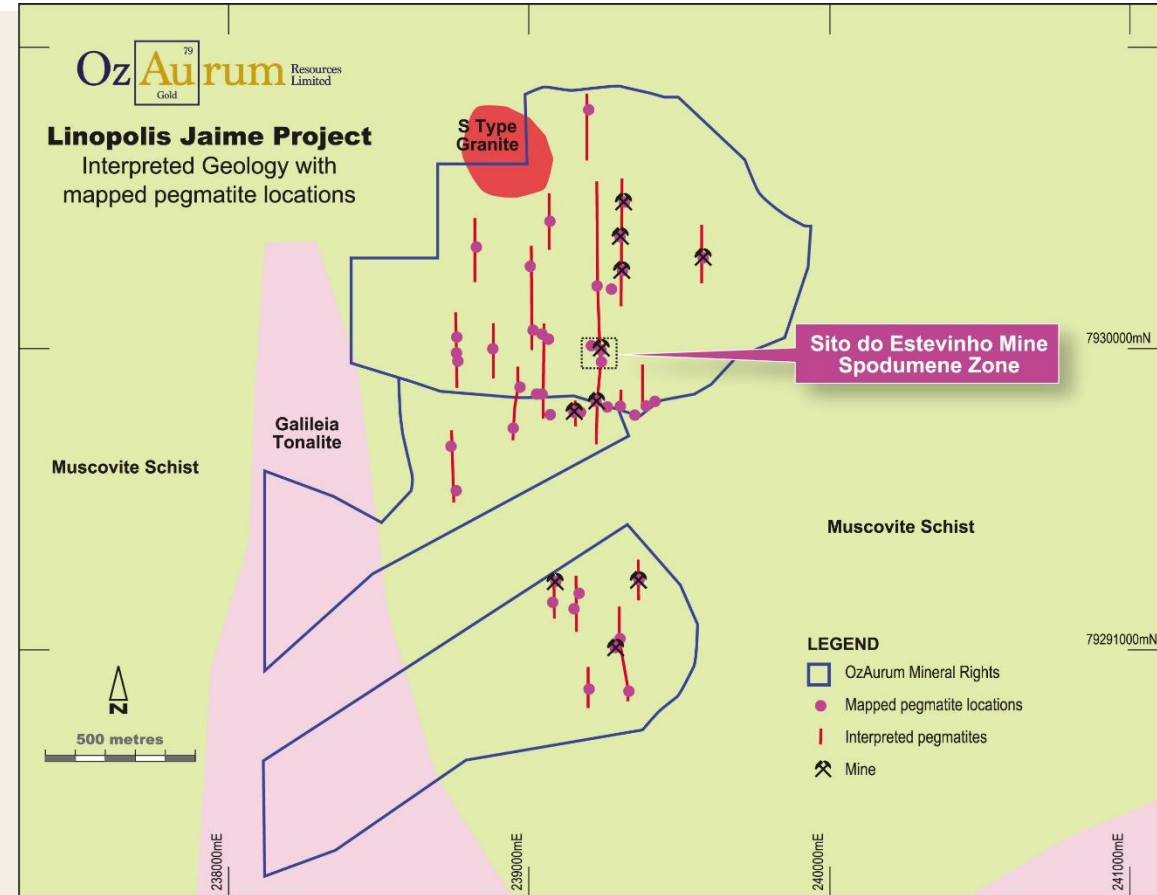 79
OzAurum Resources
Limited
Gold
Linopolis Jaime Project
Interpreted Geology with
mapped pegmatite locations
S Type
Granite
7930000mN
Sito do Estevinho Mine
Spodumene Zone
Galileia
Tonalite
Muscovite Schist
Muscovite Schist
LEGEND
79291000mN
OzAurum Mineral Rights
Mapped pegmatite locations
N
Interpreted pegmatites
500 metres
Mine
238000mE
239000mE
240000mE
241000mE